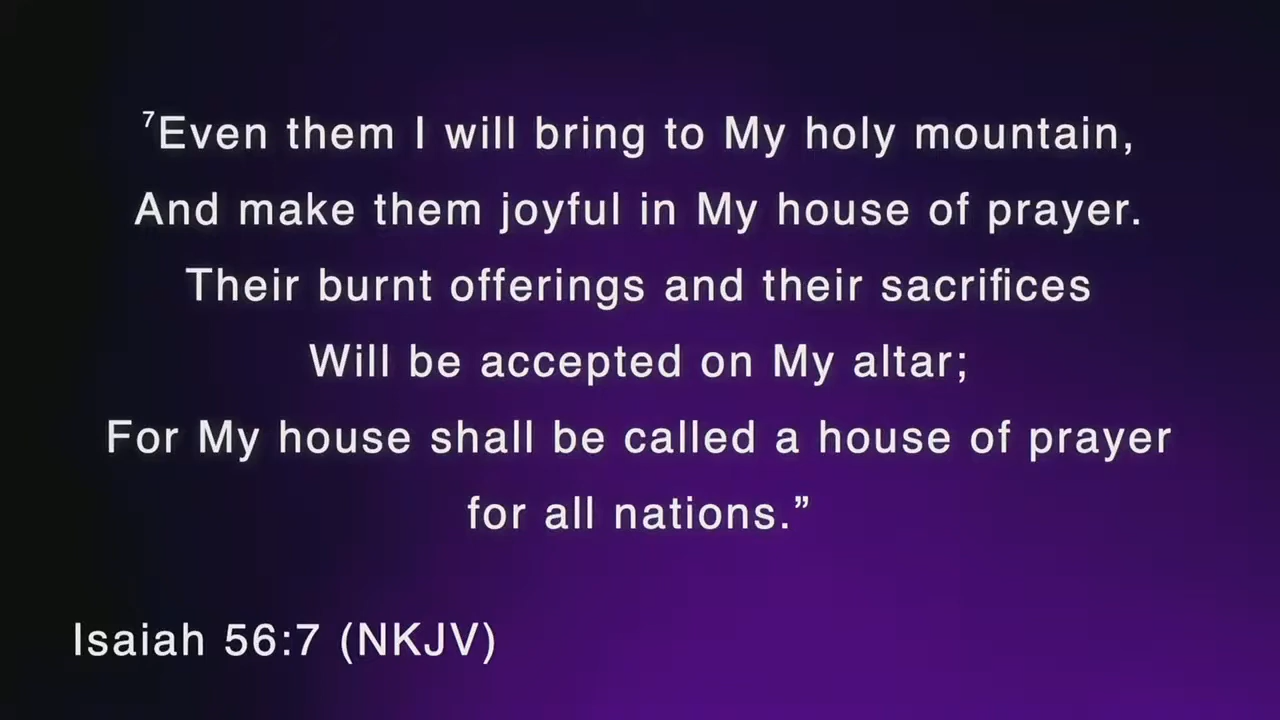 ⁷Even them I will bring to My holy mountain,
And make them joyful in My house of prayer.
Their burnt offerings and their sacrifices
Will be accepted on My altar;
For My house shall be called a house of prayer
for all nations.”
Isaiah 56:7 (NKJV)